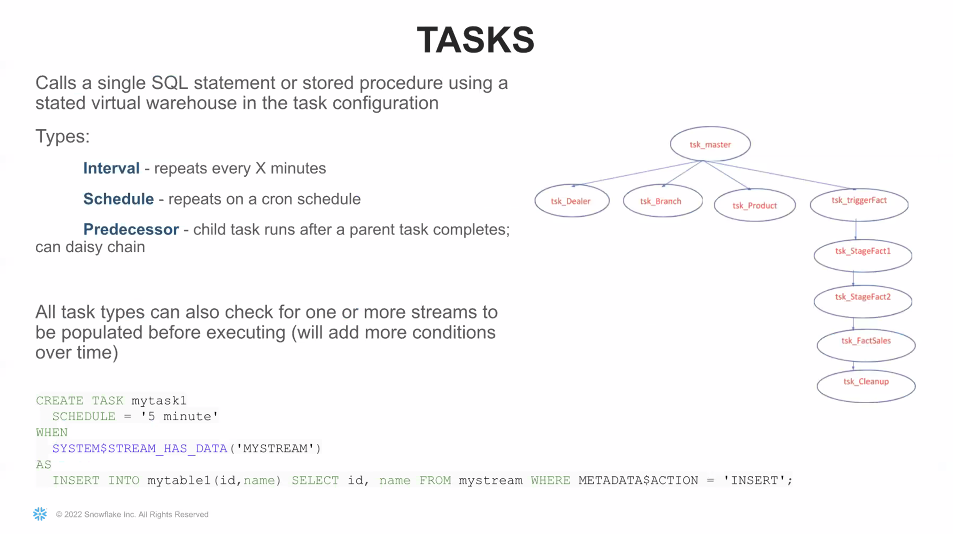 TASKS
Calls a single SQL statement or stored procedure using a
stated virtual warehouse in the task configuration
Types:
Interval - repeats every X minutes
Schedule - repeats on a cron schedule
Predecessor - child task runs after a parent task completes;
can daisy chain
All task types can also check for one or more streams to
be populated before executing (will add more conditions
over time)
tsk_master
tsk_Dealer
tsk_Branch
tsk_Product
tsk_triggerFact
tsk_StageFact1
tsk_StageFact2
tsk_FactSales
tsk_Cleanup
CREATE TASK mytask1
SCHEDULE = '5 minute'
WHEN
SYSTEM$STREAM_HAS_DATA('MYSTREAM')
AS
INSERT INTO mytable1(id,name) SELECT id, name FROM mystream WHERE METADATA$ACTION = 'INSERT';
© 2022 Snowflake Inc. All Rights Reserved